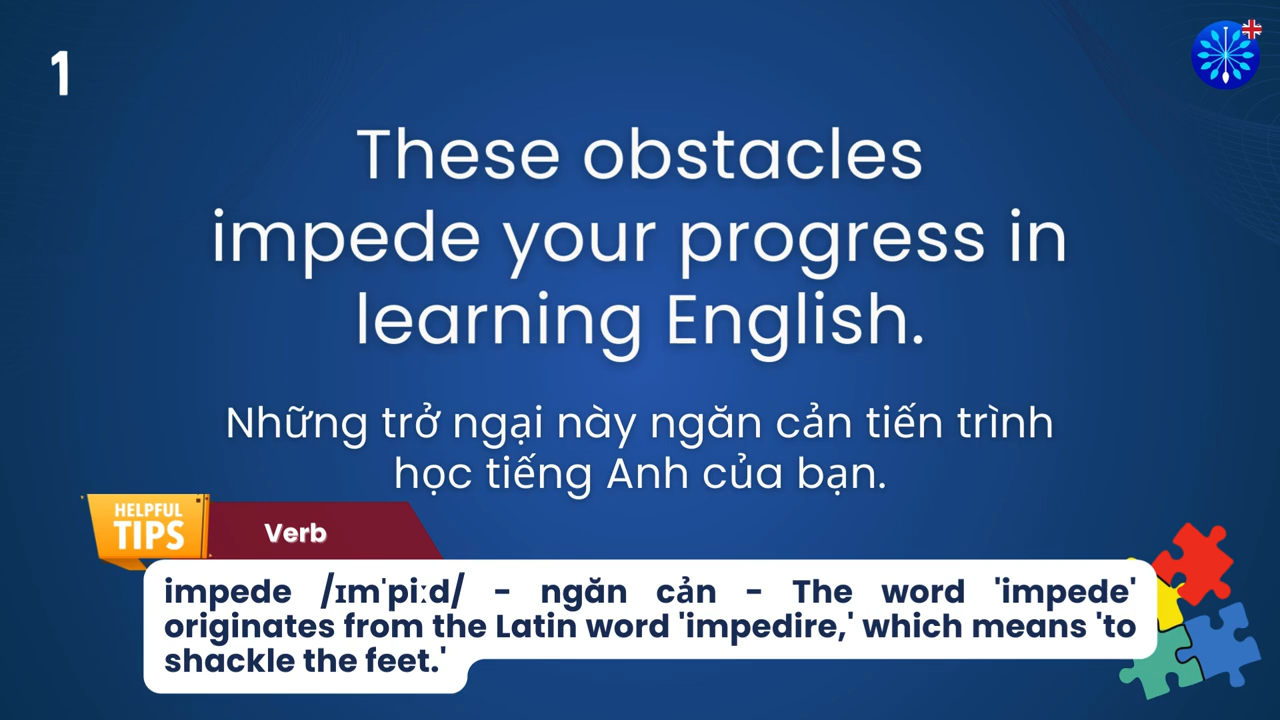 1
These obstacles
impede your progress in
learning English.
Những trở ngại này ngăn cản tiến trình
học tiếng Anh của bạn.
HELPFUL
TIPS
Verb
impede /ɪmˈpiːd/ - ngăn cản - The word 'impede'
originates from the Latin word 'impedire,' which means 'to
shackle the feet.'